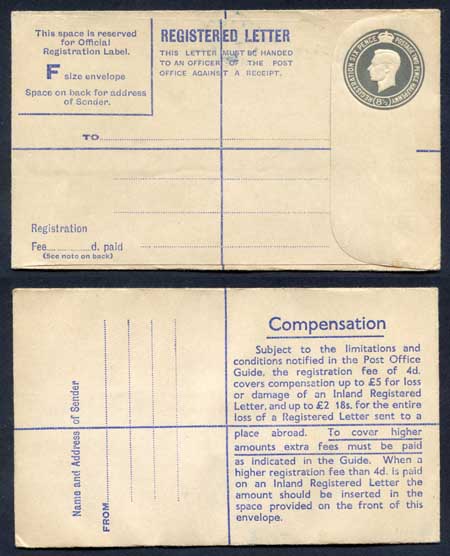 This space is reserved
for Official
Registration Label.
F size envelope
Space on back for address
of Sender.
REGISTERED LETTER
THIS LETTER MUST BE HANDED
TO AN OFFICER OF THE POST
OFFICE AGAINST A RECEIPT.
REGISTRATION SIX PENCE POSTAGE TWO PENCE HALFPENNY
8½
TO
Registration
Fee d. paid
(See note on back)
Name and Address of Sender
FROM
Compensation
Subject to the limitations and
conditions notified in the Post Office
Guide, the registration fee of 4d.
covers compensation up to £5 for loss
or damage of an Inland Registered
Letter, and up to £2 18s. for the entire
loss of a Registered Letter sent to a
place abroad. To cover higher
amounts extra fees must be paid
as indicated in the Guide. When a
higher registration fee than 4d. is paid
on an Inland Registered Letter the
amount should be inserted in the
space provided on the front of this
envelope.